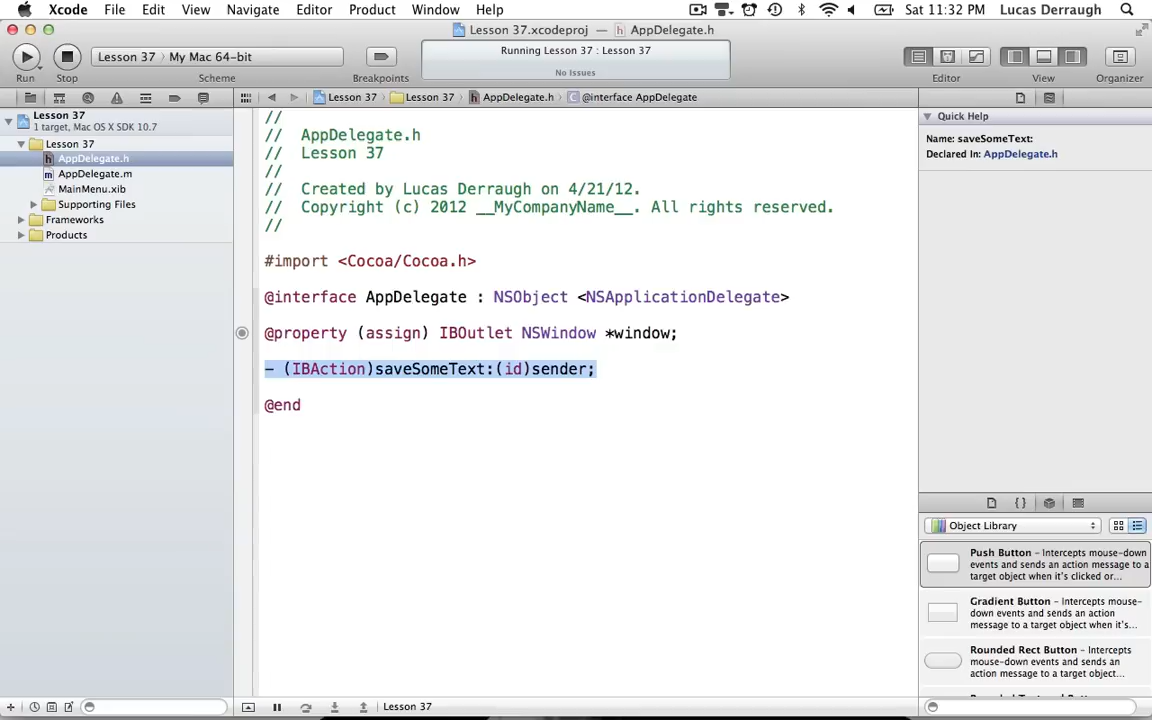 Xcode File Edit View Navigate Editor Product Window Help Sat 11:32 PM Lucas Derraugh
Lesson 37.xcodeproj — AppDelegate.h
Lesson 37 My Mac 64-bit
Running Lesson 37 : Lesson 37
No Issues
Run Stop Scheme Breakpoints Editor View Organizer
Lesson 37 Lesson 37 AppDelegate.h @interface AppDelegate
Lesson 37
1 target, Mac OS X SDK 10.7
Lesson 37
AppDelegate.h
AppDelegate.m
MainMenu.xib
Supporting Files
Frameworks
Products
//
// AppDelegate.h
// Lesson 37
//
// Created by Lucas Derraugh on 4/21/12.
// Copyright (c) 2012 __MyCompanyName__. All rights reserved.
//
#import <Cocoa/Cocoa.h>
@interface AppDelegate : NSObject <NSApplicationDelegate>
@property (assign) IBOutlet NSWindow *window;
- (IBAction)saveSomeText:(id)sender;
@end
Quick Help
Name: saveSomeText:
Declared In: AppDelegate.h
Object Library
Push Button – Intercepts mouse-down
events and sends an action message to a
target object when it's clicked or...
Gradient Button – Intercepts mouse-
down events and sends an action
message to a target object when it's...
Rounded Rect Button – Intercepts
mouse-down events and sends an
action message to a target object...
Lesson 37